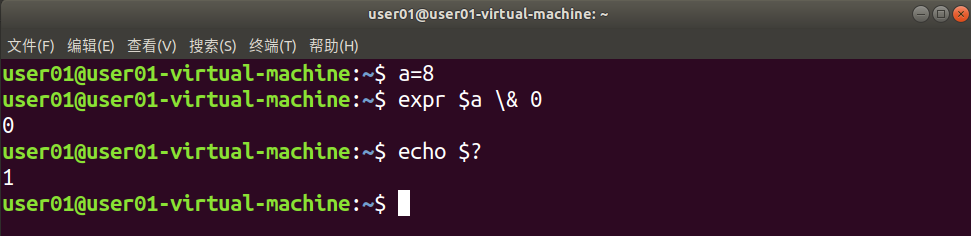 user01@user01-virtual-machine: ~
文件(F) 编辑(E) 查看(V) 搜索(S) 终端(T) 帮助(H)
user01@user01-virtual-machine:~$ a=8
user01@user01-virtual-machine:~$ expr $a \& 0
0
user01@user01-virtual-machine:~$ echo $?
1
user01@user01-virtual-machine:~$